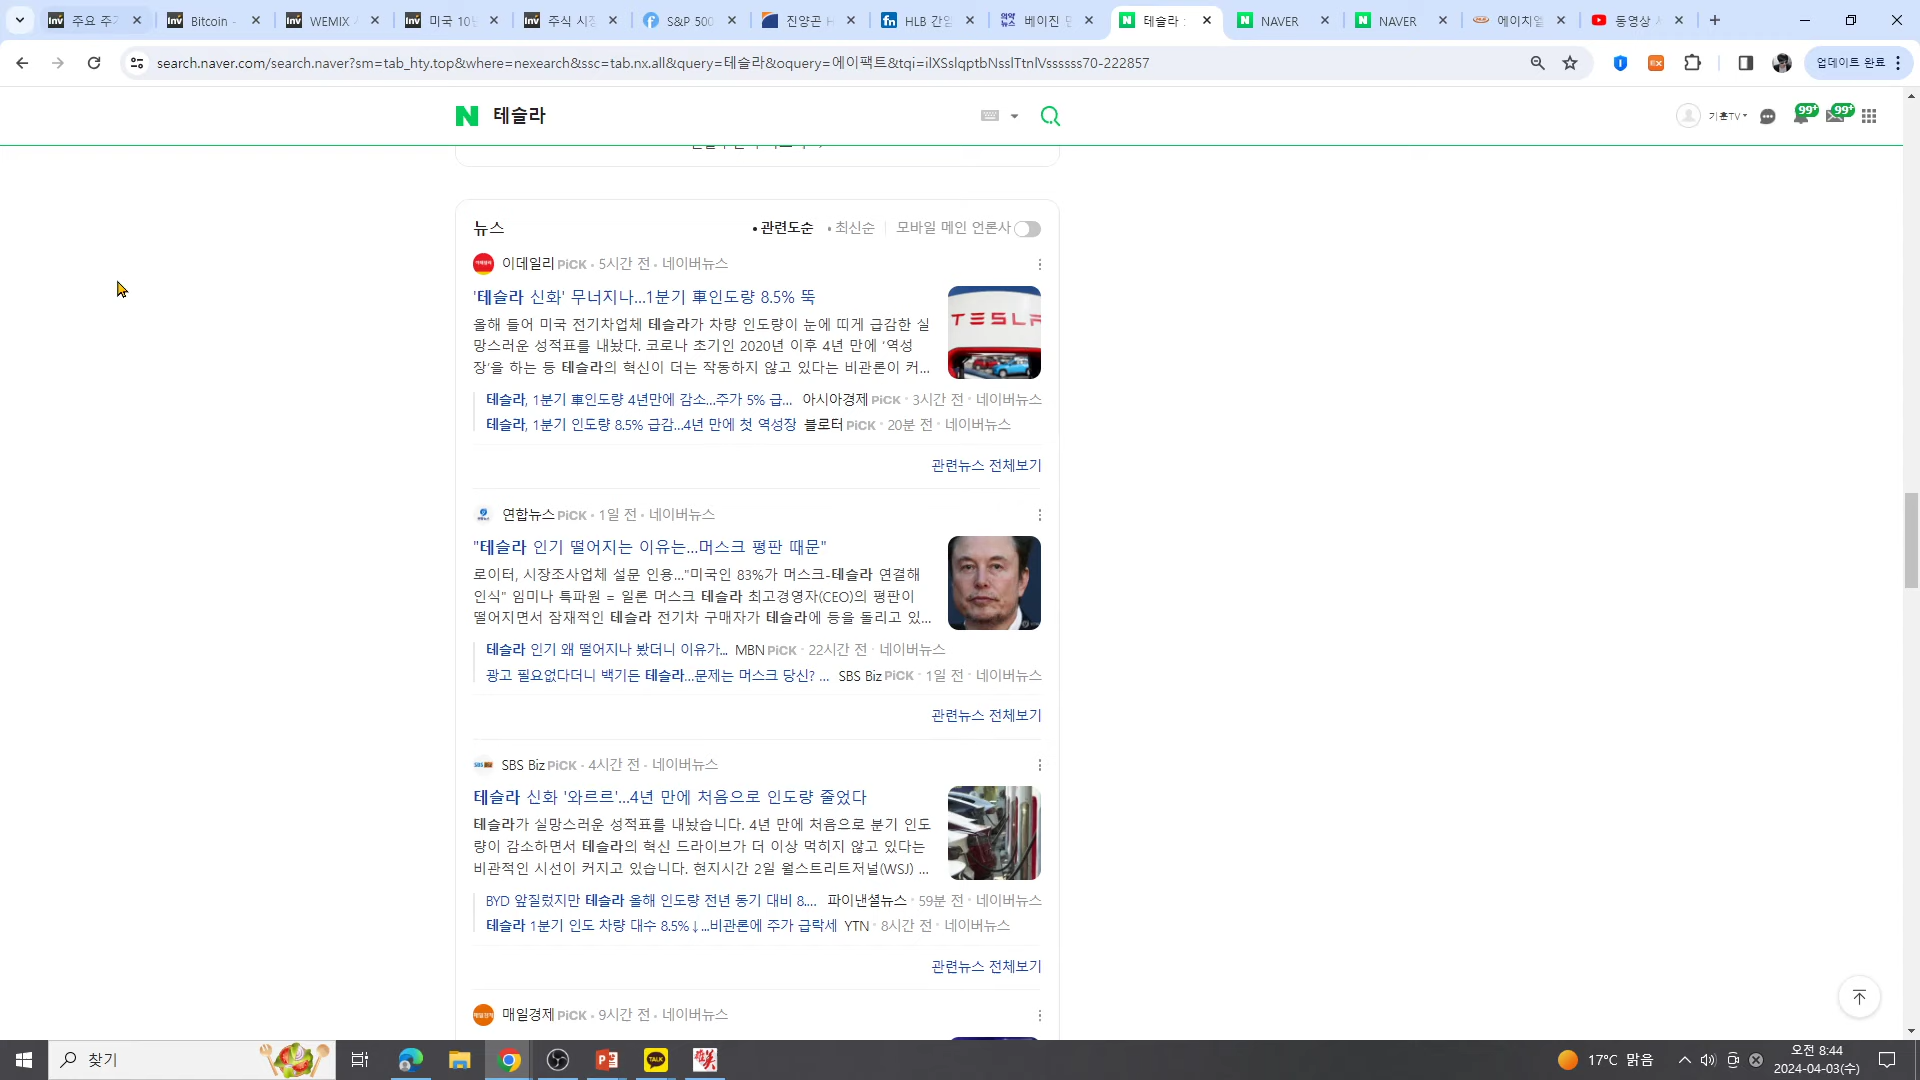 주요 주가
Bitcoin -
WEMIX
미국 10년
주식 시장
S&P 500
진양곤 H
HLB 간암
베이진 면
테슬라 :
NAVER
NAVER
에이치엘
동영상
search.naver.com/search.naver?sm=tab_hty.top&where=nexearch&ssc=tab.nx.all&query=테슬라&oquery=에이팩트&tqi=ilXSslqptbNsslTtnlVssssss70-222857
업데이트 완료
N 테슬라
기훈TV
99+
99+
뉴스
• 관련도순 • 최신순
모바일 메인 언론사
이데일리 PiCK · 5시간 전 · 네이버뉴스
'테슬라 신화' 무너지나…1분기 車인도량 8.5% 뚝
올해 들어 미국 전기차업체 테슬라가 차량 인도량이 눈에 띠게 급감한 실
망스러운 성적표를 내놨다. 코로나 초기인 2020년 이후 4년 만에 '역성
장'을 하는 등 테슬라의 혁신이 더는 작동하지 않고 있다는 비관론이 커...
TESLA
테슬라, 1분기 車인도량 4년만에 감소…주가 5% 급... 아시아경제 PiCK · 3시간 전 · 네이버뉴스
테슬라, 1분기 인도량 8.5% 급감…4년 만에 첫 역성장 블로터 PiCK · 20분 전 · 네이버뉴스
관련뉴스 전체보기
연합뉴스 PiCK · 1일 전 · 네이버뉴스
"테슬라 인기 떨어지는 이유는…머스크 평판 때문"
로이터, 시장조사업체 설문 인용…"미국인 83%가 머스크-테슬라 연결해
인식" 임미나 특파원 = 일론 머스크 테슬라 최고경영자(CEO)의 평판이
떨어지면서 잠재적인 테슬라 전기차 구매자가 테슬라에 등을 돌리고 있...
테슬라 인기 왜 떨어지나 봤더니 이유가... MBN PiCK · 22시간 전 · 네이버뉴스
광고 필요없다더니 백기든 테슬라…문제는 머스크 당신? ... SBS Biz PiCK · 1일 전 · 네이버뉴스
관련뉴스 전체보기
SBS Biz PiCK · 4시간 전 · 네이버뉴스
테슬라 신화 '와르르'…4년 만에 처음으로 인도량 줄었다
테슬라가 실망스러운 성적표를 내놨습니다. 4년 만에 처음으로 분기 인도
량이 감소하면서 테슬라의 혁신 드라이브가 더 이상 먹히지 않고 있다는
비관적인 시선이 커지고 있습니다. 현지시간 2일 월스트리트저널(WSJ) ...
BYD 앞질렀지만 테슬라 올해 인도량 전년 동기 대비 8.... 파이낸셜뉴스 · 59분 전 · 네이버뉴스
테슬라 1분기 인도 차량 대수 8.5%↓…비관론에 주가 급락세 YTN · 8시간 전 · 네이버뉴스
관련뉴스 전체보기
매일경제 PiCK · 9시간 전 · 네이버뉴스
찾기
17°C 맑음
오전 8:44
2024-04-03(수)